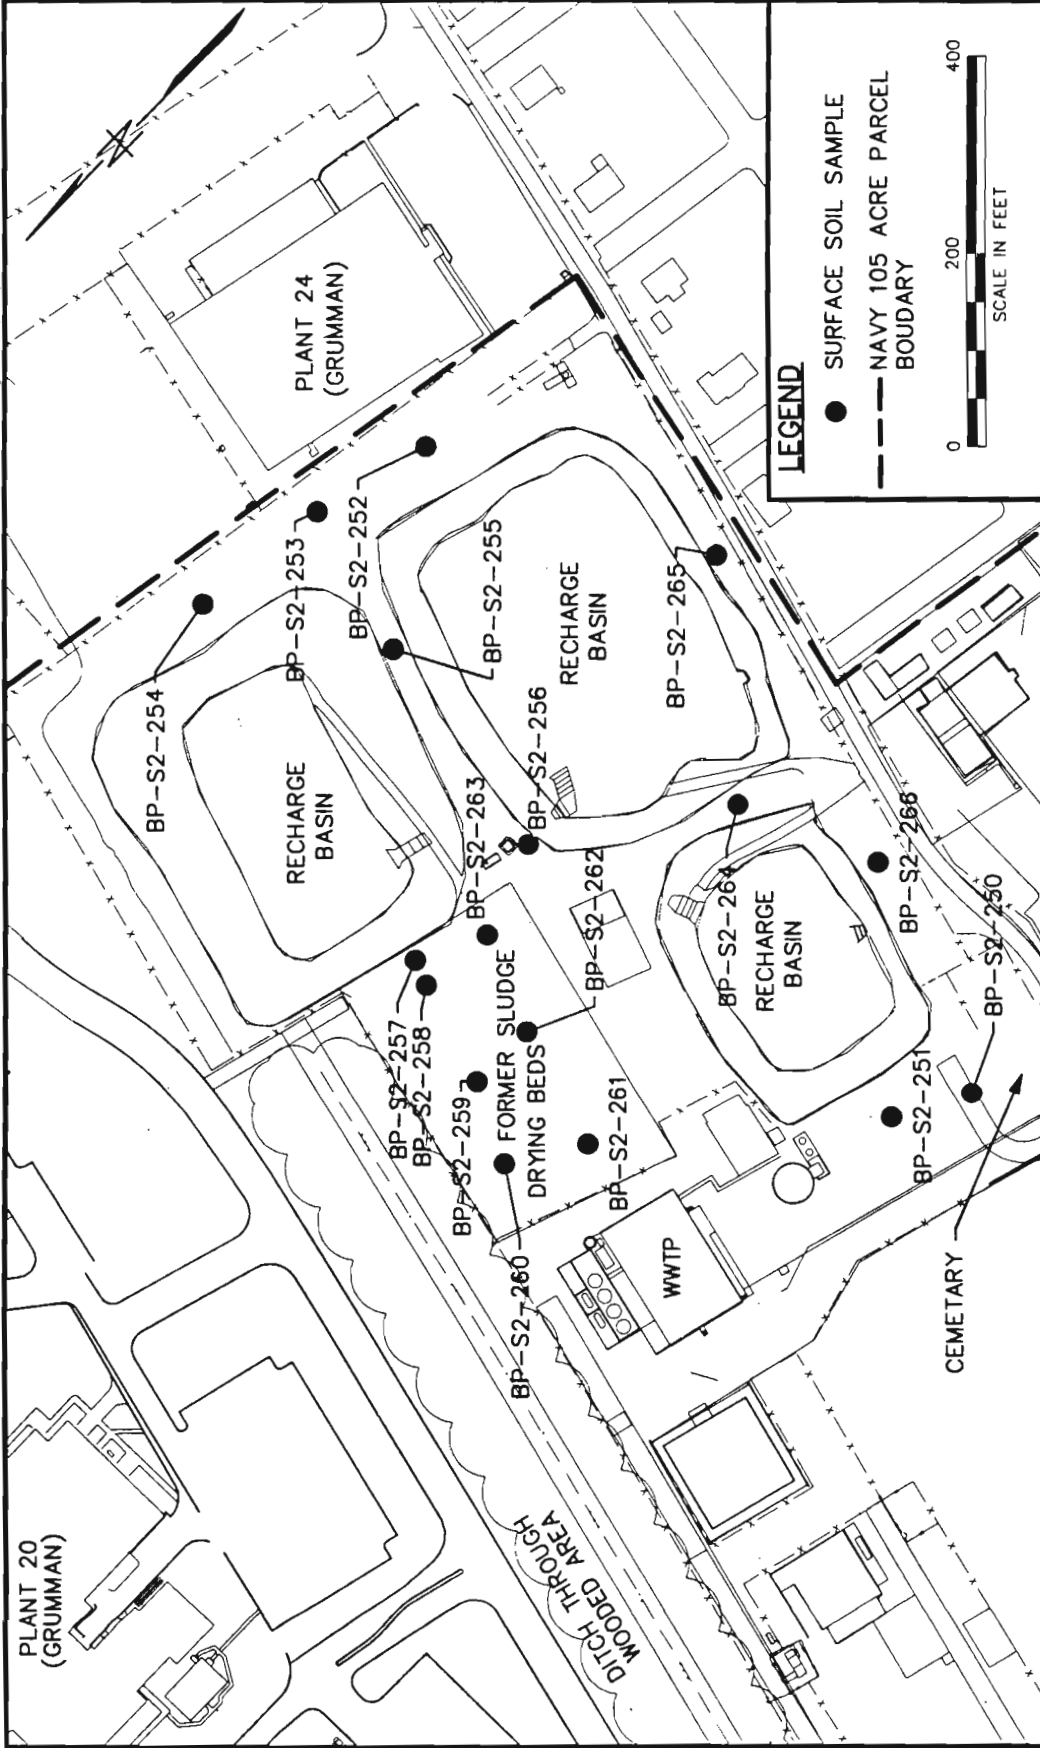 PLANT 20
(GRUMMAN)
DITCH THROUGH
WOODED AREA
BP-S2-254
RECHARGE
BASIN
BP-S2-253
PLANT 24
(GRUMMAN)
BP-S2-252
BP-S2-257
BP-S2-258
BP-S2-259
BP-S2-263
BP-S2-255
FORMER SLUDGE
DRYING BEDS
BP-S2-260
BP-S2-256
RECHARGE
BASIN
BP-S2-262
BP-S2-261
BP-S2-265
WWTP
BP-S2-264
RECHARGE
BASIN
BP-S2-266
BP-S2-251
BP-S2-250
CEMETARY
LEGEND
SURFACE SOIL SAMPLE
NAVY 105 ACRE PARCEL
BOUDARY
0 200 400
SCALE IN FEET